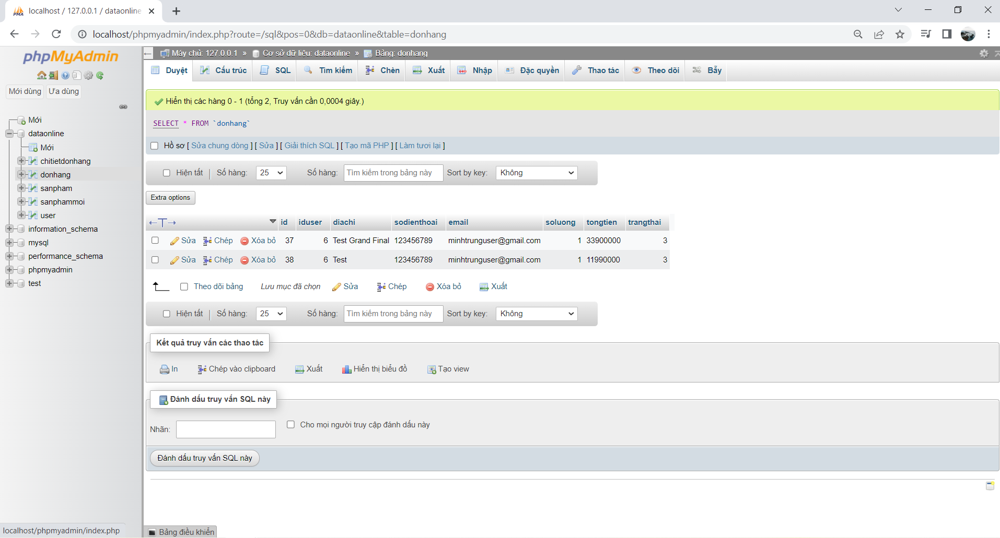 localhost / 127.0.0.1 / dataonline
localhost/phpmyadmin/index.php?route=/sql&pos=0&db=dataonline&table=donhang
phpMyAdmin
Mới dùng Ưa dùng
Mới
dataonline
Mới
chitietdonhang
donhang
sanpham
sanphammoi
user
information_schema
mysql
performance_schema
phpmyadmin
test
localhost/phpmyadmin/index.php
Máy chủ: 127.0.0.1 » Cơ sở dữ liệu: dataonline » Bảng: donhang
Duyệt Cấu trúc SQL Tìm kiếm Chèn Xuất Nhập Đặc quyền Thao tác Theo dõi Bẫy
Hiển thị các hàng 0 - 1 (tổng 2, Truy vấn cần 0,0004 giây.)
SELECT * FROM `donhang`
Hồ sơ [ Sửa chung dòng ] [ Sửa ] [ Giải thích SQL ] [ Tạo mã PHP ] [ Làm tươi lại ]
Hiện tất | Số hàng: 25 Số hàng: Tìm kiếm trong bảng này Sort by key: Không
Extra options
←T→ id iduser diachi sodienthoai email soluong tongtien trangthai
Sửa Chép Xóa bỏ 37 6 Test Grand Final 123456789 minhtrunguser@gmail.com 1 33900000 3
Sửa Chép Xóa bỏ 38 6 Test 123456789 minhtrunguser@gmail.com 1 11990000 3
Theo dõi bảng Lưu mục đã chọn Sửa Chép Xóa bỏ Xuất
Hiện tất | Số hàng: 25 Số hàng: Tìm kiếm trong bảng này Sort by key: Không
Kết quả truy vấn các thao tác
In Chép vào clipboard Xuất Hiển thị biểu đồ Tạo view
Đánh dấu truy vấn SQL này
Nhãn: Cho mọi người truy cập đánh dấu này
Đánh dấu truy vấn SQL này
Bảng điều khiển